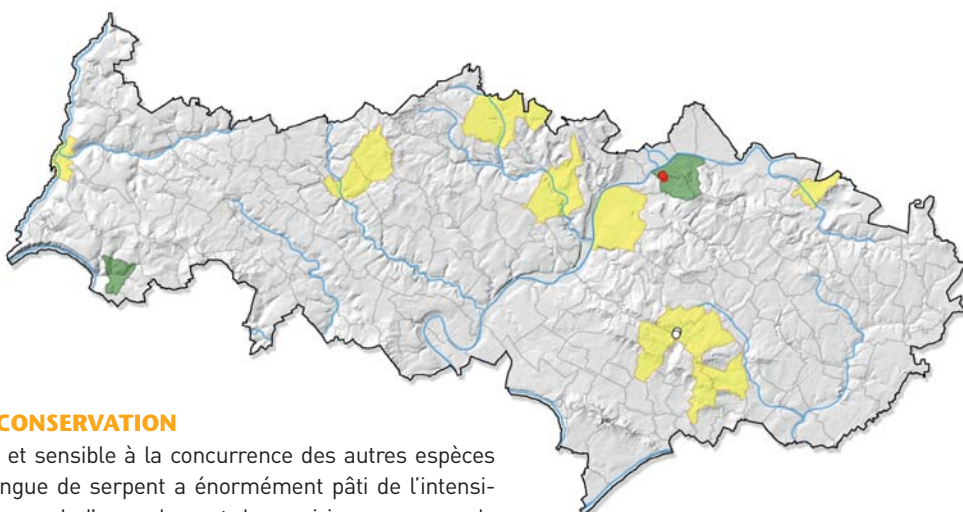 CONSERVATION
et sensible à la concurrence des autres espèces
ngue de serpent a énormément pâti de l'intensi-